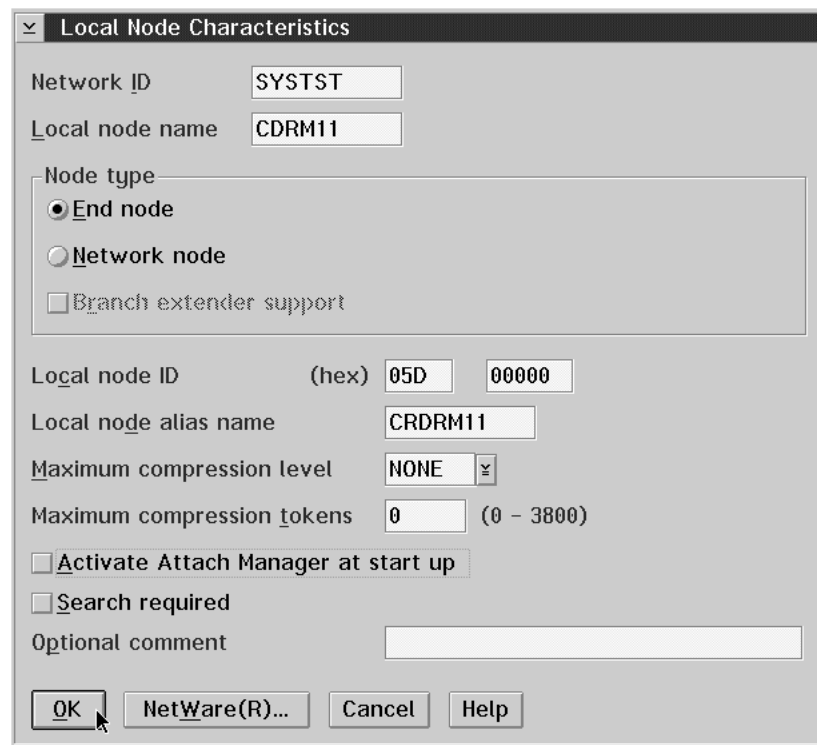 Local Node Characteristics
Network ID SYSTST
Local node name CDRM11
Node type
End node
Network node
Branch extender support
Local node ID (hex) 05D 00000
Local node alias name CRDRM11
Maximum compression level NONE
Maximum compression tokens 0 (0 - 3800)
Activate Attach Manager at start up
Search required
Optional comment
OK NetWare(R)... Cancel Help